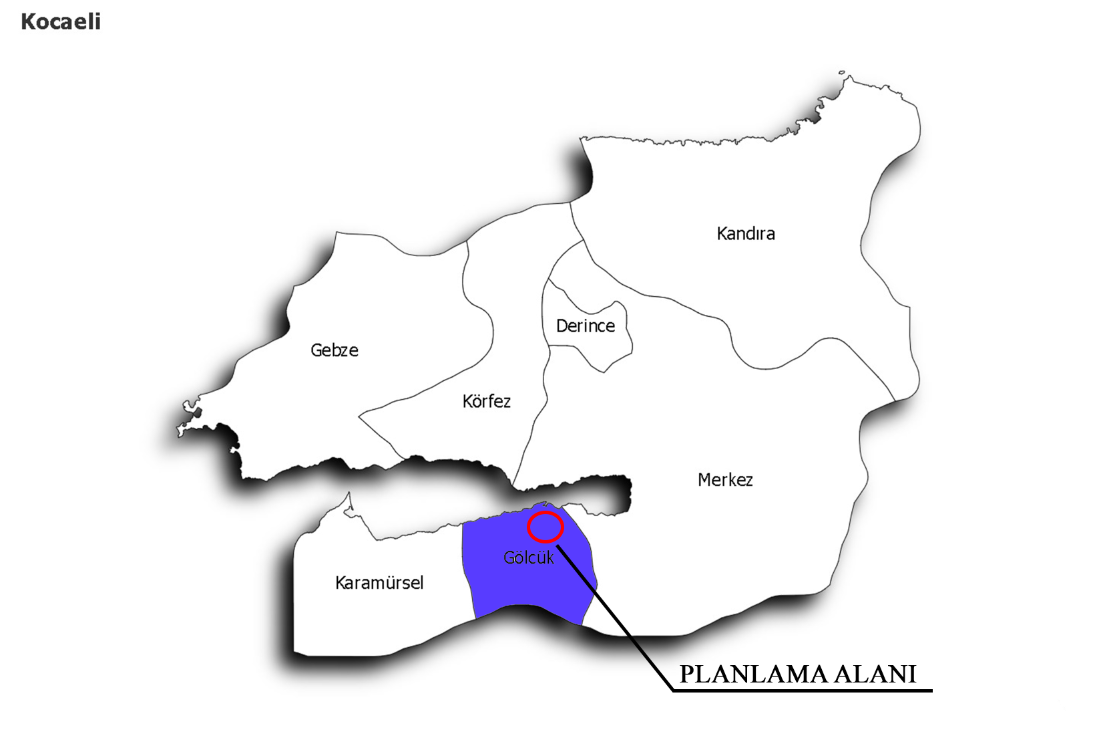 Kocaeli
Kandıra
Derince
Gebze
Körfez
Merkez
Gölcük
Karamürsel
PLANLAMA ALANI